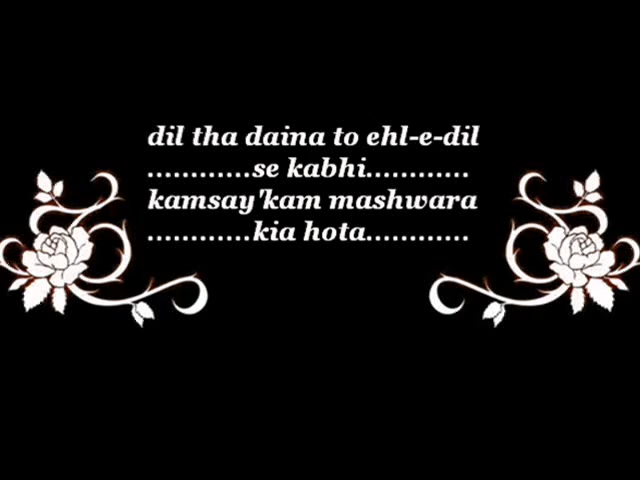 dil tha daina to ehl-e-dil
.............se kabhi............
kamsay'kam mashwara
.............kia hota............